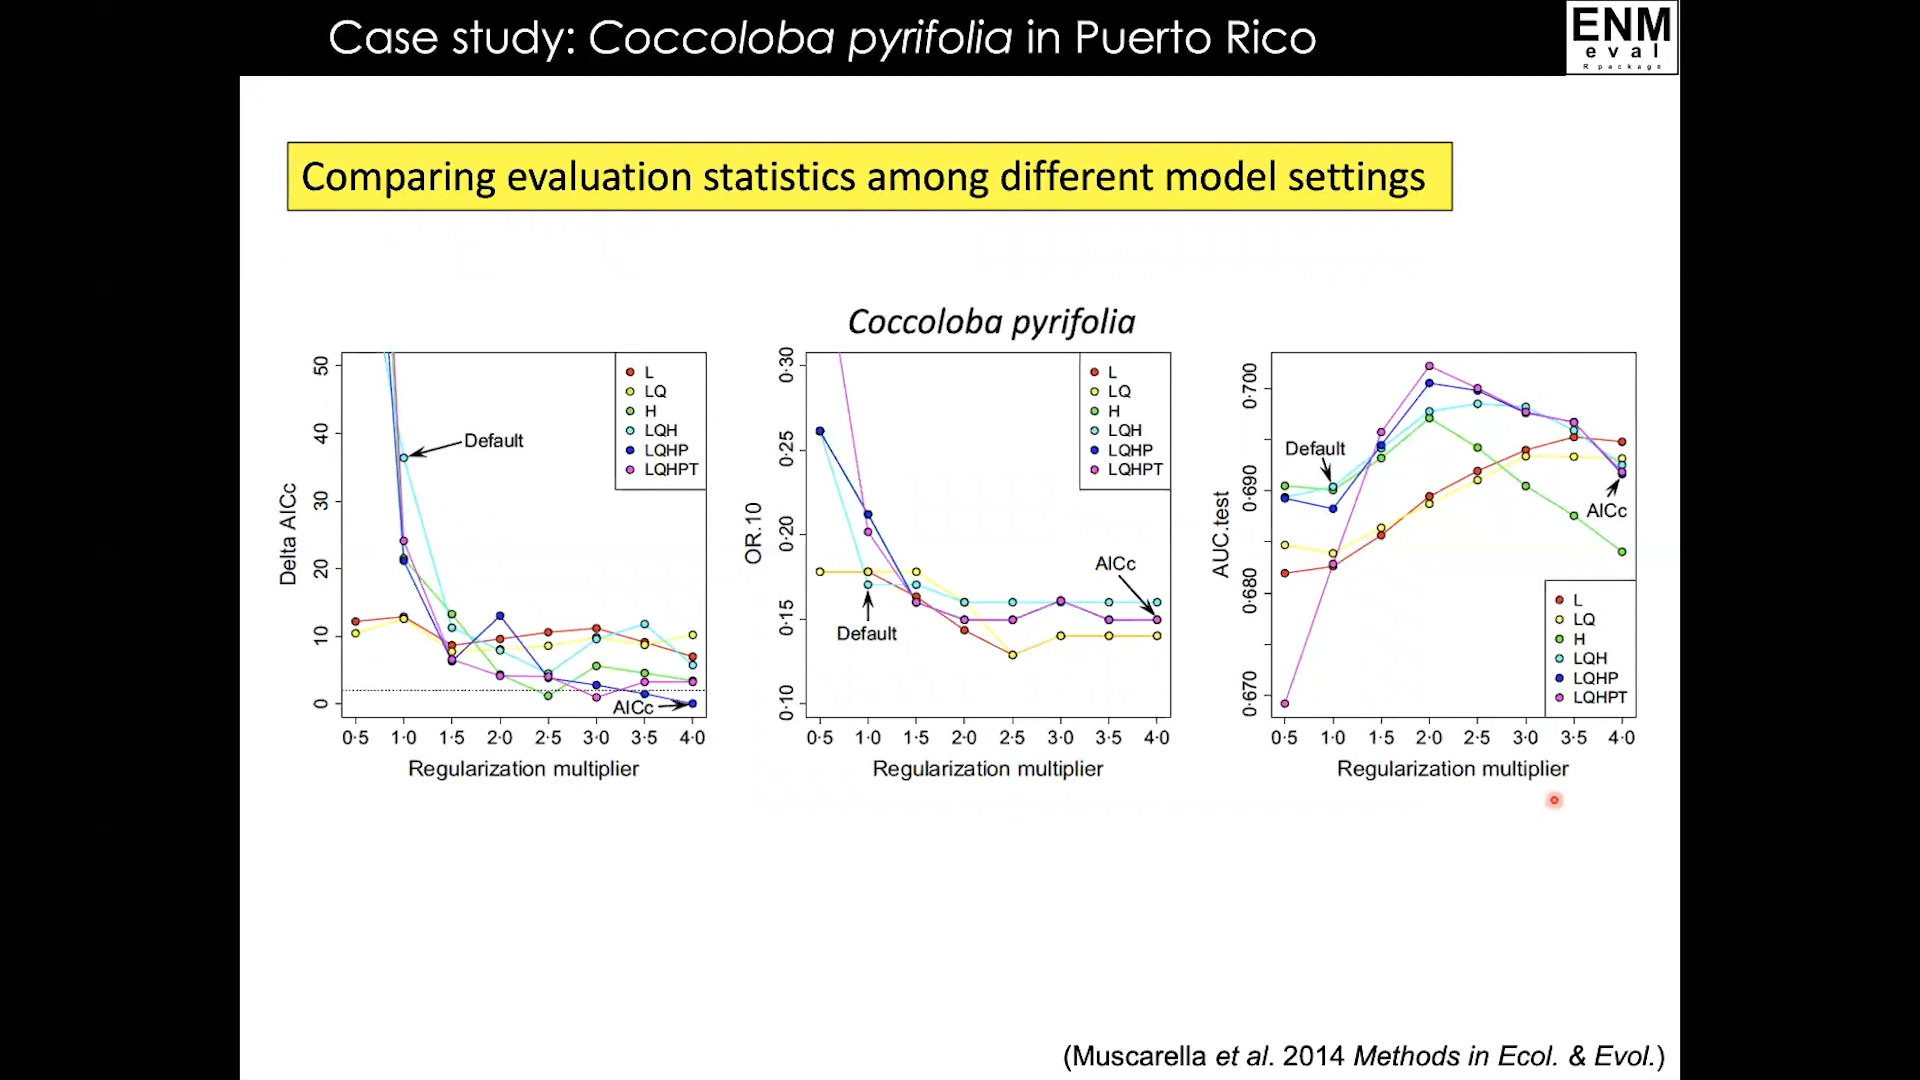 Case study: Coccoloba pyrifolia in Puerto Rico
ENM
eval
R package
Comparing evaluation statistics among different model settings
Coccoloba pyrifolia
Delta AICc
50
40
30
20
10
0
Default
AICc
L
LQ
H
LQH
LQHP
LQHPT
0·5 1·0 1·5 2·0 2·5 3·0 3·5 4·0
Regularization multiplier
OR.10
0·30
0·25
0·20
0·15
0·10
L
LQ
H
LQH
LQHP
LQHPT
AICc
Default
0·5 1·0 1·5 2·0 2·5 3·0 3·5 4·0
Regularization multiplier
AUC.test
0·700
0·690
0·680
0·670
Default
AICc
L
LQ
H
LQH
LQHP
LQHPT
0·5 1·0 1·5 2·0 2·5 3·0 3·5 4·0
Regularization multiplier
(Muscarella et al. 2014 Methods in Ecol. & Evol.)